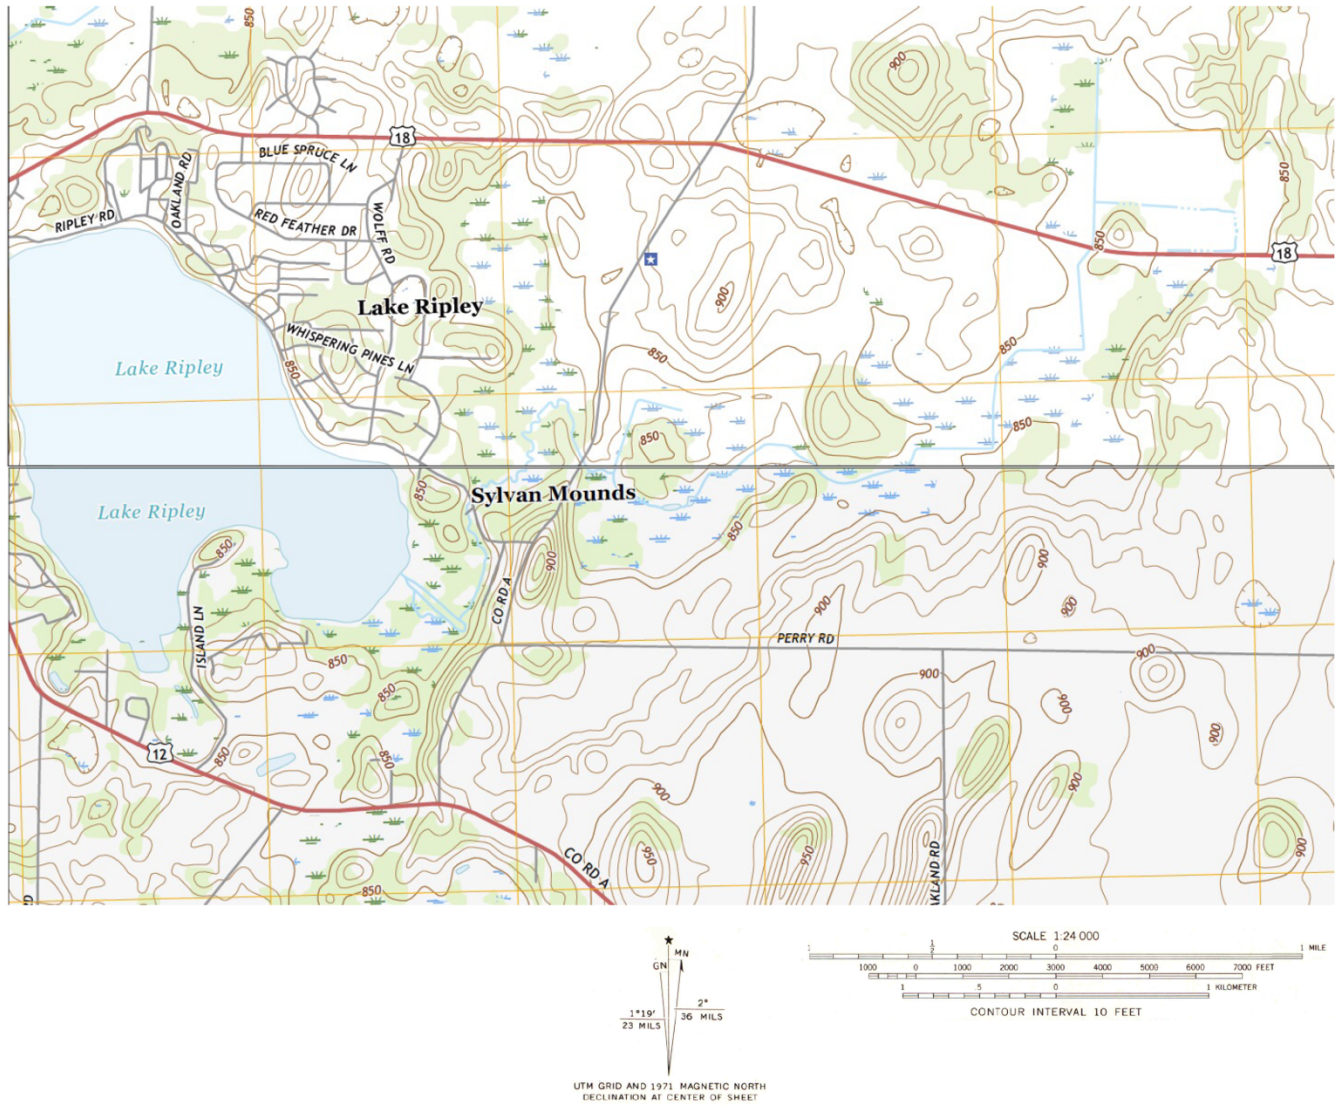 850
900
18
BLUE SPRUCE LN
OAKLAND RD
RIPLEY RD
RED FEATHER DR
WOLFF RD
850
850
18
Lake Ripley
900
WHISPERING PINES LN
850
850
Lake Ripley
850
850
850
850
Sylvan Mounds
Lake Ripley
850
850
900
900
CO RD A
900
900
ISLAND LN
PERRY RD
850
900
900
850
900
900
12
850
850
900
900
950
950
AKLAND RD
900
CO RD A
850
D
SCALE 1:24 000
1 ½ 0 1 MILE
1000 0 1000 2000 3000 4000 5000 6000 7000 FEET
1 .5 0 1 KILOMETER
CONTOUR INTERVAL 10 FEET
MN
GN
1°19′
23 MILS
2°
36 MILS
UTM GRID AND 1971 MAGNETIC NORTH
DECLINATION AT CENTER OF SHEET